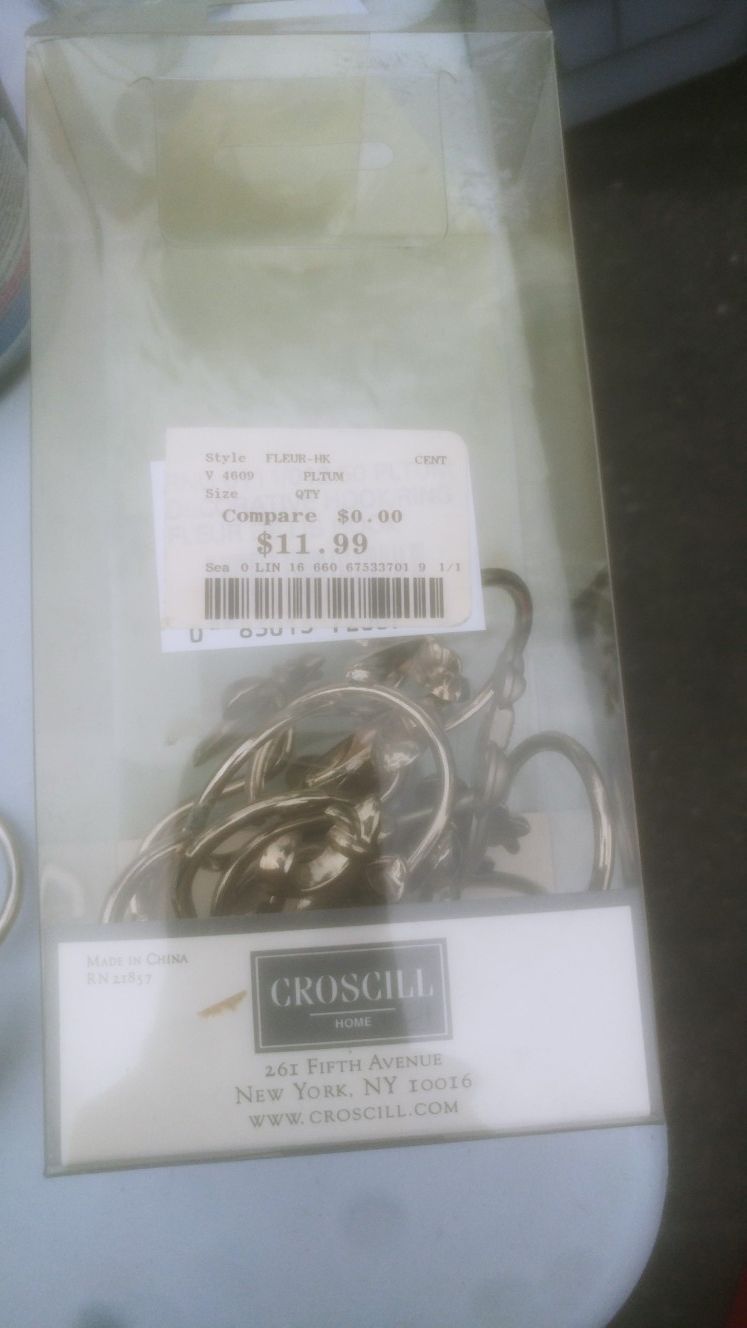 Style FLEUR-HK CENT
V 4609 PLTUM
Size QTY
Compare $0.00
$11.99
Sea 0 LIN 16 660 67533701 9 1/1
MADE IN CHINA
RN 21857
CROSCILL
HOME
261 FIFTH AVENUE
NEW YORK, NY 10016
WWW.CROSCILL.COM